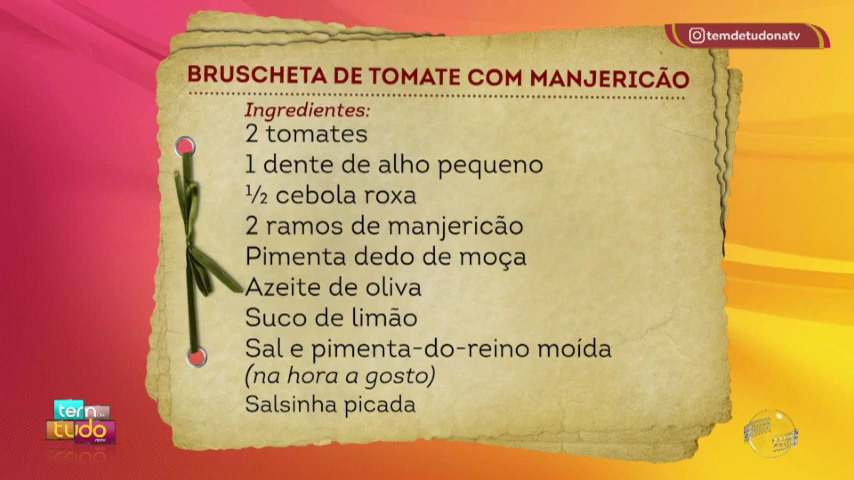 temdetudonatv
BRUSCHETA DE TOMATE COM MANJERICÃO
Ingredientes:
2 tomates
1 dente de alho pequeno
½ cebola roxa
2 ramos de manjericão
Pimenta dedo de moça
Azeite de oliva
Suco de limão
Sal e pimenta-do-reino moída
(na hora a gosto)
Salsinha picada
tem
tudo